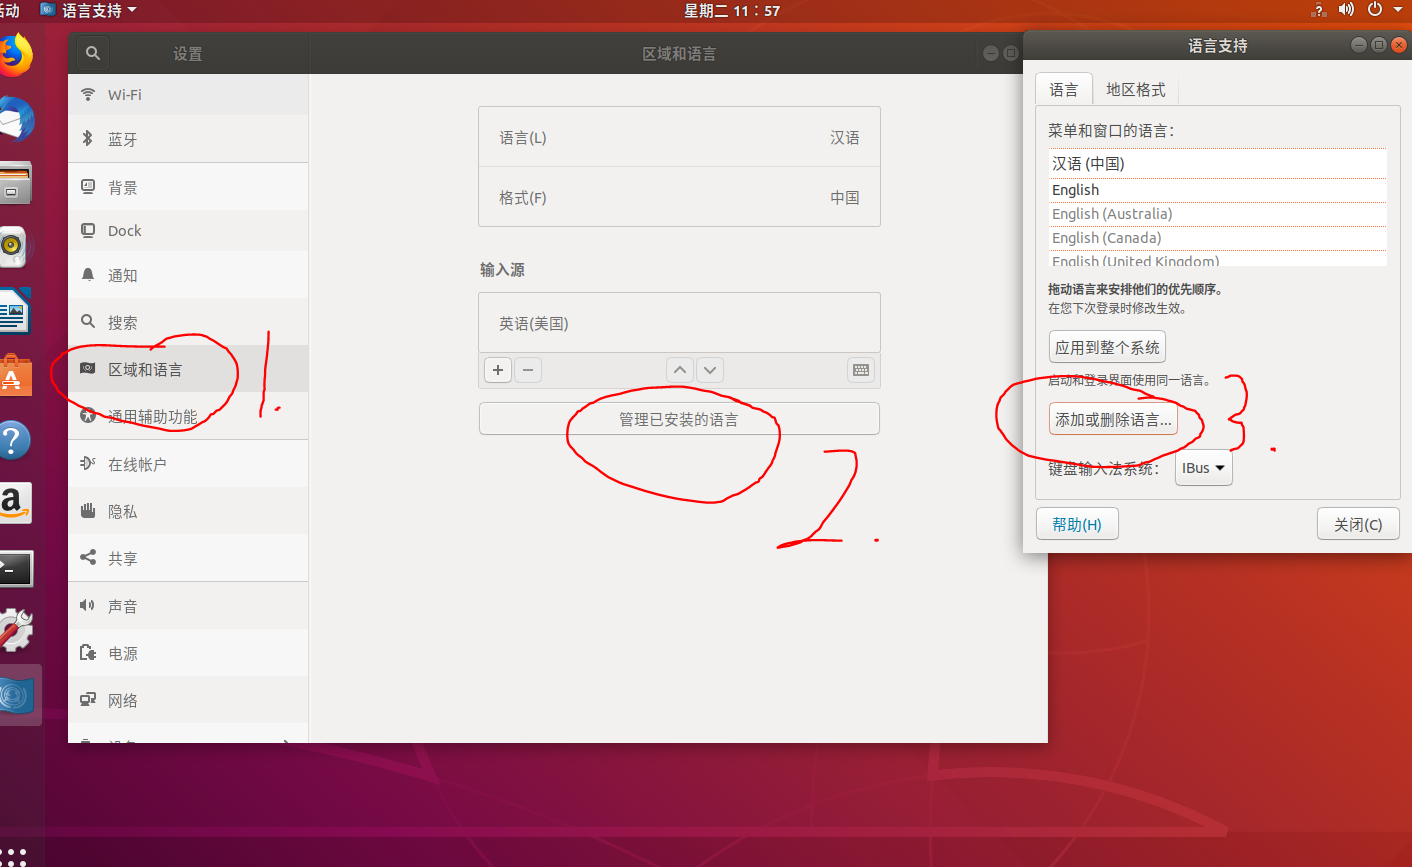 活动 语言支持 星期二 11：57
设置 区域和语言
Wi-Fi
蓝牙
背景
Dock
通知
搜索
区域和语言
通用辅助功能
在线帐户
隐私
共享
声音
电源
网络
设备
语言(L) 汉语
格式(F) 中国
输入源
英语(美国)
管理已安装的语言
1.
2.
语言支持
语言 地区格式
菜单和窗口的语言：
汉语 (中国)
English
English (Australia)
English (Canada)
English (United Kingdom)
拖动语言来安排他们的优先顺序。
在您下次登录时修改生效。
应用到整个系统
启动和登录界面使用同一语言。
添加或删除语言...
3.
键盘输入法系统： IBus
帮助(H) 关闭(C)